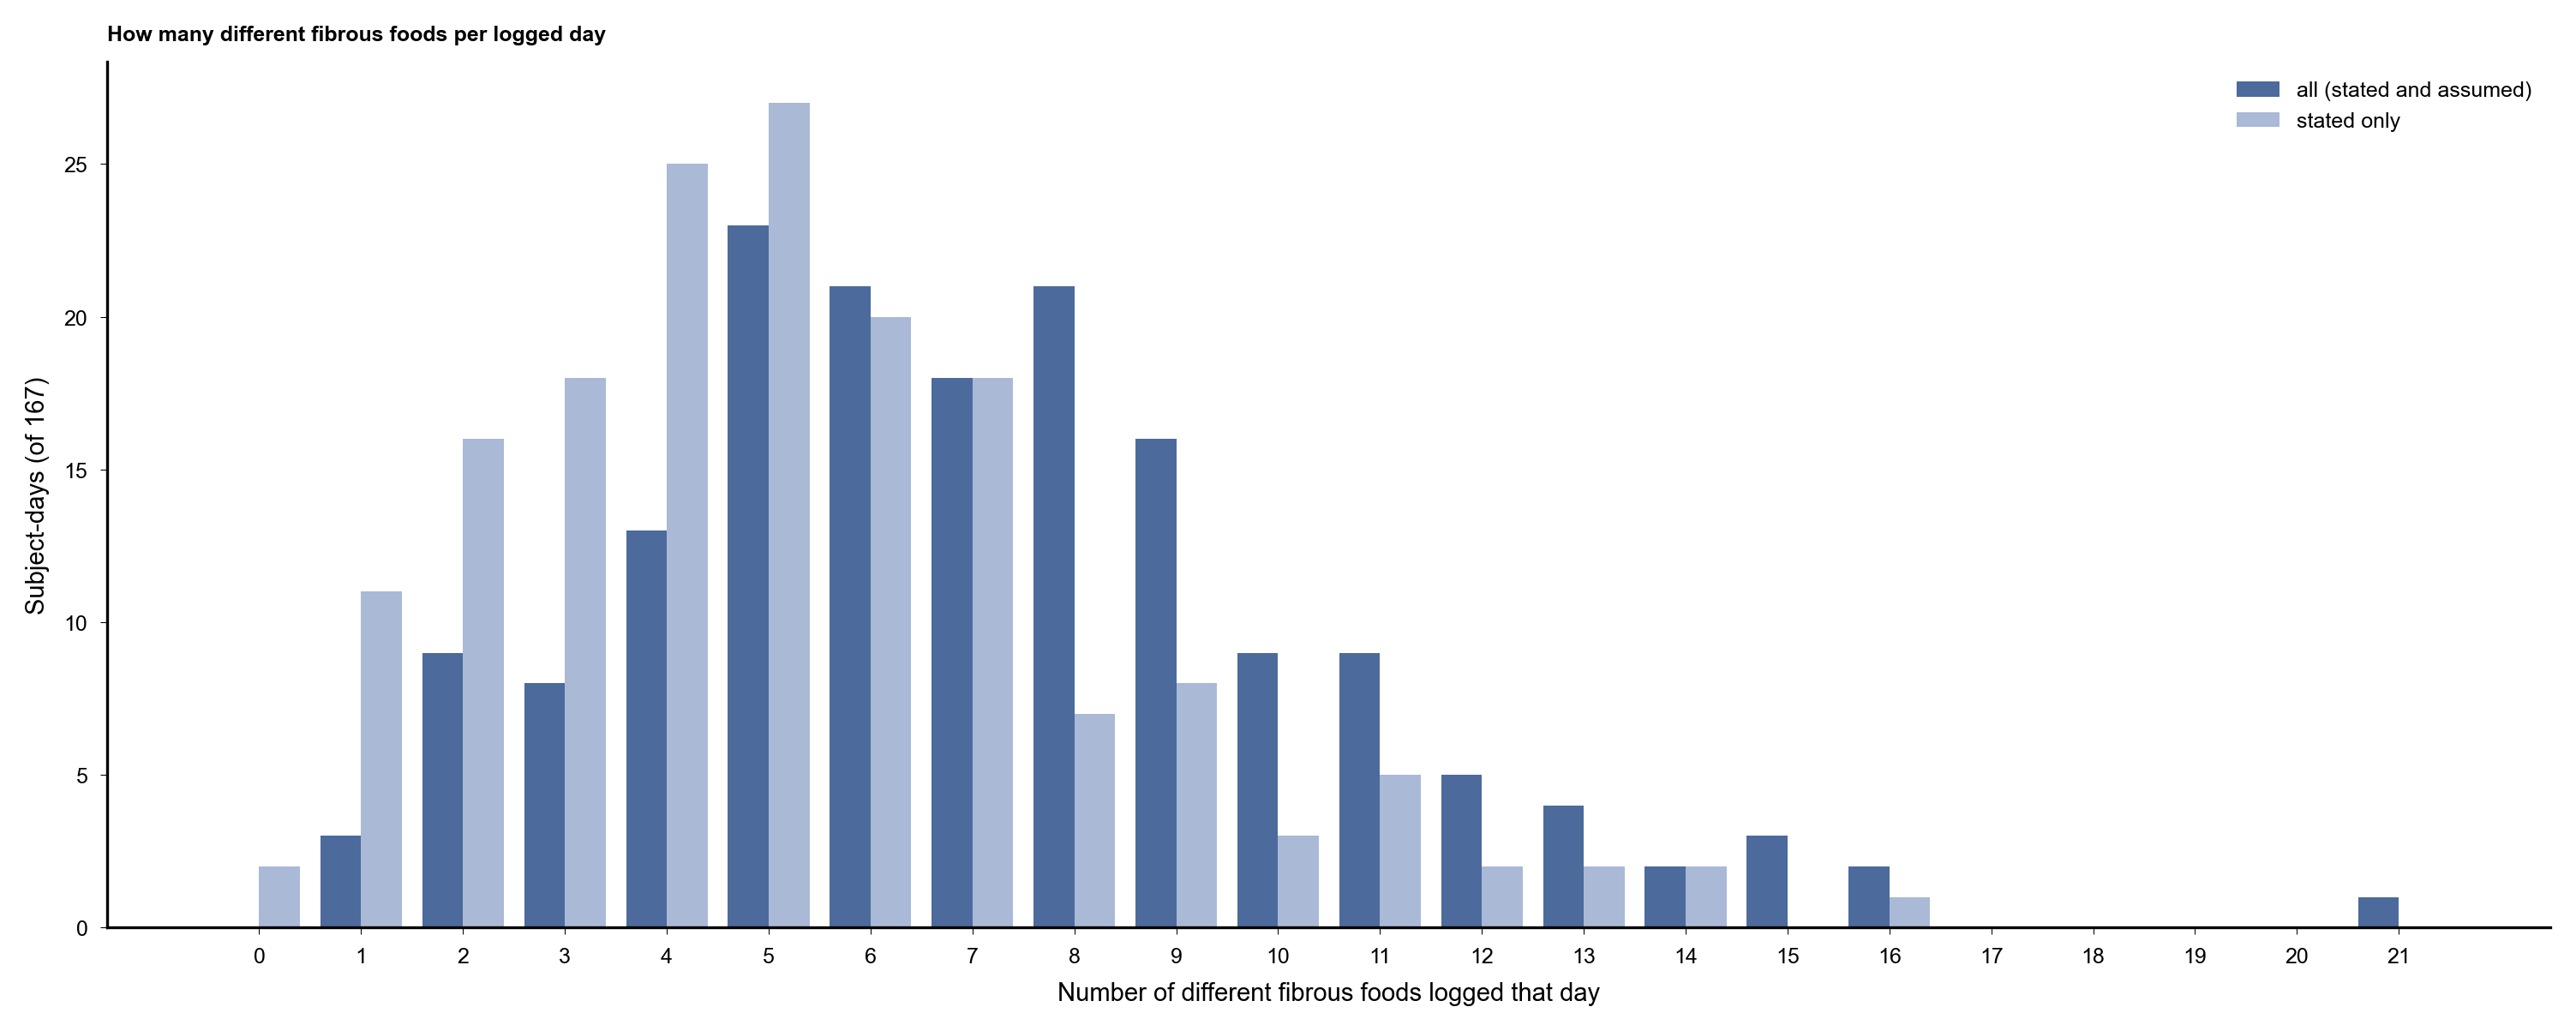 How many different fibrous foods per logged day
all (stated and assumed)
stated only
Subject-days (of 167)
25
20
15
10
5
0
0 1 2 3 4 5 6 7 8 9 10 11 12 13 14 15 16 17 18 19 20 21
Number of different fibrous foods logged that day